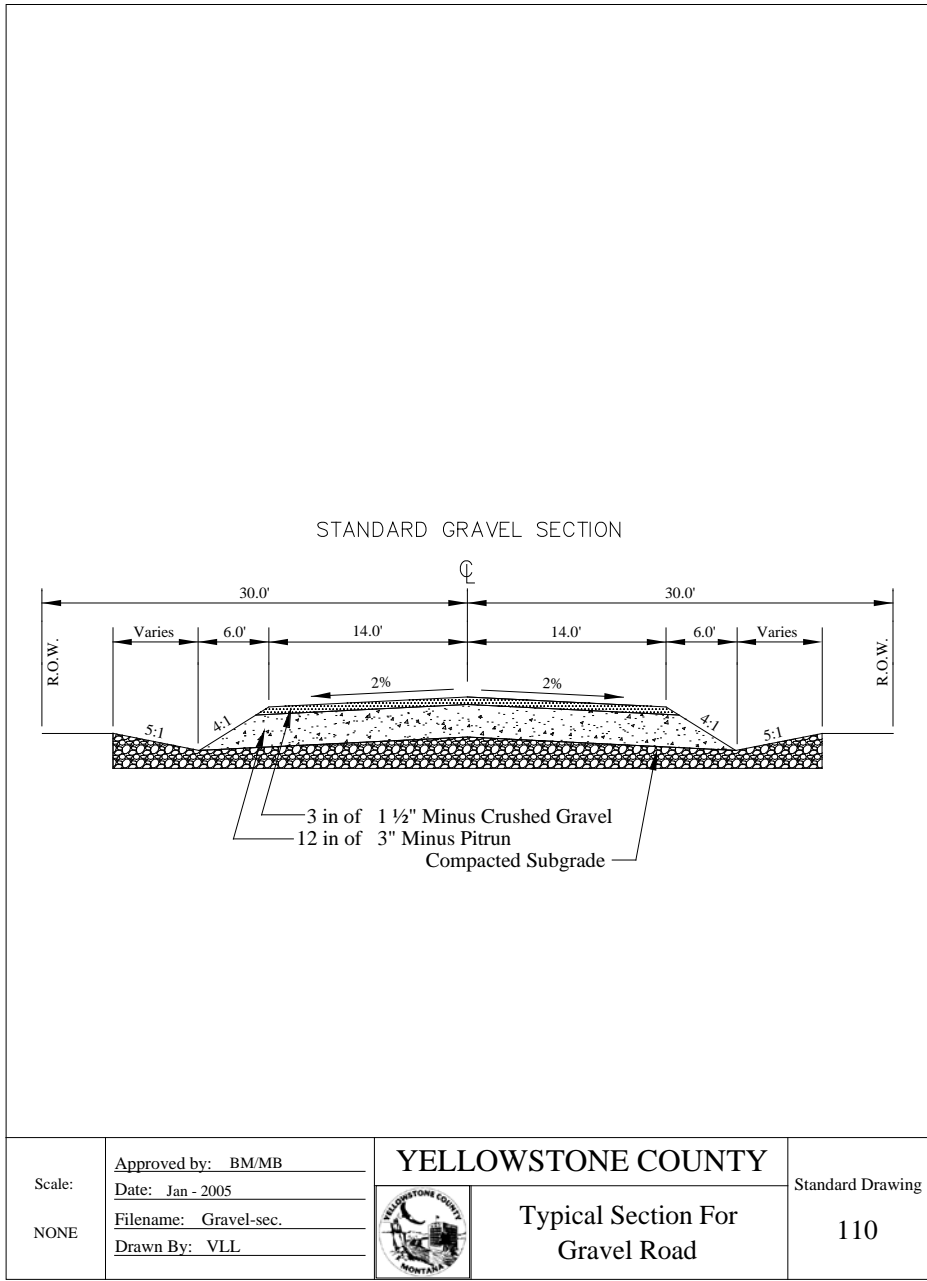 STANDARD GRAVEL SECTION
℄
30.0' 30.0'
Varies 6.0' 14.0' 14.0' 6.0' Varies
R.O.W. R.O.W.
2% 2%
5:1 4:1 4:1 5:1
3 in of 1 ½" Minus Crushed Gravel
12 in of 3" Minus Pitrun
Compacted Subgrade
Scale:
NONE
Approved by: BM/MB
Date: Jan - 2005
Filename: Gravel-sec.
Drawn By: VLL
YELLOWSTONE COUNTY
YELLOWSTONE COUNTY
MONTANA
Typical Section For
Gravel Road
Standard Drawing
110